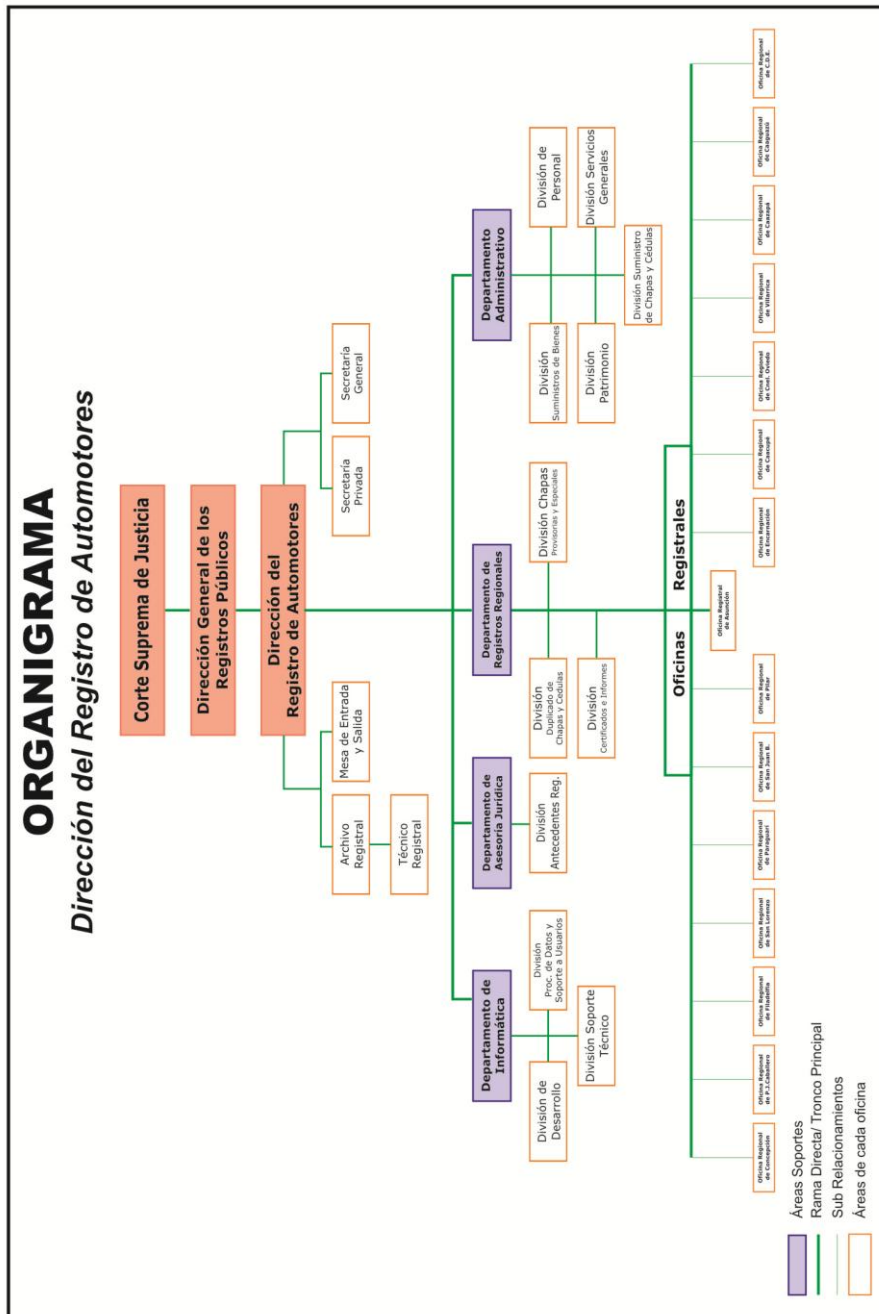 ORGANIGRAMA
Dirección del Registro de Automotores
Corte Suprema de Justicia
Dirección General de los
Registros Públicos
Dirección del
Registro de Automotores
Archivo
Registral
Mesa de Entrada
y Salida
Técnico
Registral
Secretaría
Privada
Secretaría
General
Departamento de
Informática
Departamento de
Asesoría Jurídica
Departamento de
Registros Regionales
Departamento
Administrativo
División de
Desarrollo
División
Proc. de Datos y
Soporte a Usuarios
División Soporte
Técnico
División
Antecedentes Reg.
División
Duplicado de
Chapas y Cedulas
División Chapas
Provisorias y Especiales
División
Certificados e Informes
División
Suministros de Bienes
División de
Personal
División
Patrimonio
División Servicios
Generales
División Suministro
de Chapas y Cédulas
Oficinas
Registrales
Oficina Registral
de Asunción
Oficina Regional
de Concepción
Oficina Regional
de P.J.Caballero
Oficina Regional
de Filadelfia
Oficina Regional
de San Lorenzo
Oficina Regional
de Paraguarí
Oficina Regional
de San Juan B.
Oficina Regional
de Pilar
Oficina Regional
de Encarnación
Oficina Regional
de Caacupé
Oficina Regional
de Cnel. Oviedo
Oficina Regional
de Villarrica
Oficina Regional
de Caazapá
Oficina Regional
de Caaguazú
Oficina Regional
de C.D.E.
Áreas Soportes
Rama Directa/ Tronco Principal
Sub Relacionamientos
Áreas de cada oficina